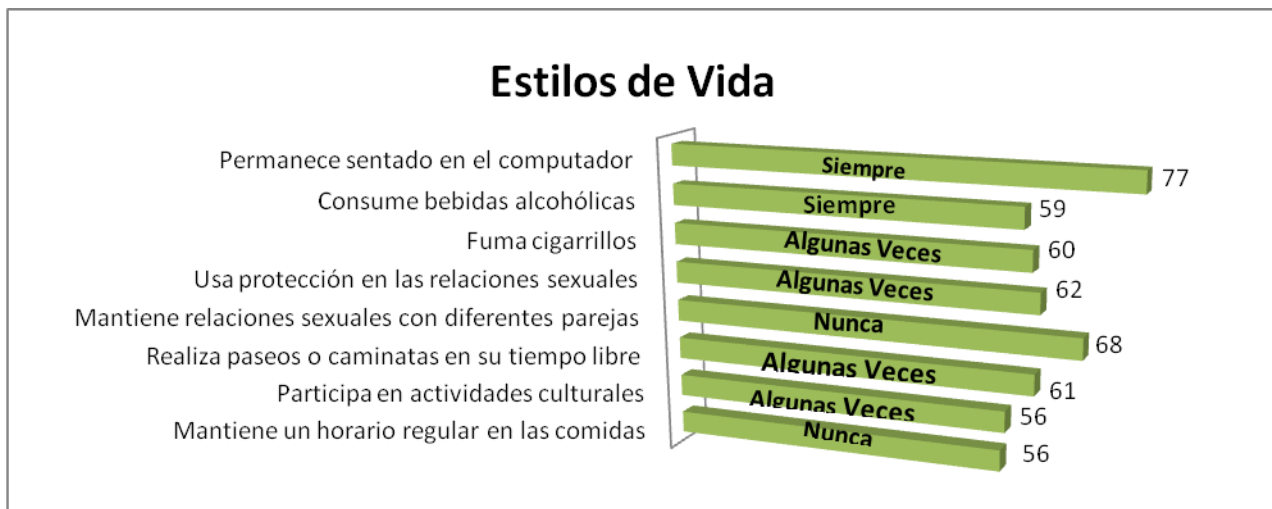 Estilos de Vida
Permanece sentado en el computador Siempre 77
Consume bebidas alcohólicas Siempre 59
Fuma cigarrillos Algunas Veces 60
Usa protección en las relaciones sexuales Algunas Veces 62
Mantiene relaciones sexuales con diferentes parejas Nunca 68
Realiza paseos o caminatas en su tiempo libre Algunas Veces 61
Participa en actividades culturales Algunas Veces 56
Mantiene un horario regular en las comidas Nunca 56